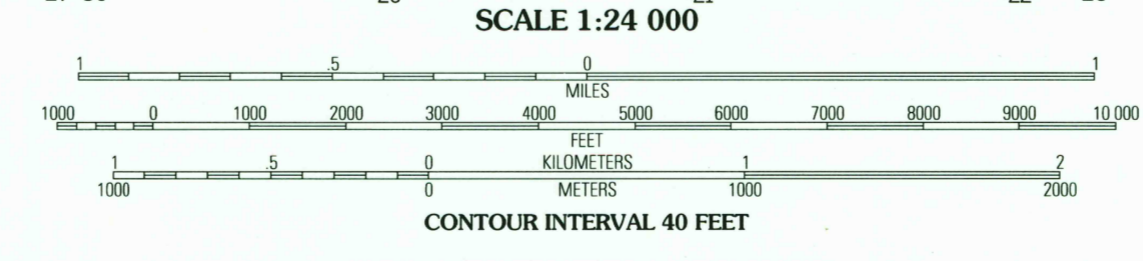 SCALE 1:24 000
1 .5 0 1
MILES
1000 0 1000 2000 3000 4000 5000 6000 7000 8000 9000 10 000
FEET
1 .5 0 KILOMETERS 1 2
1000 0 METERS 1000 2000
CONTOUR INTERVAL 40 FEET